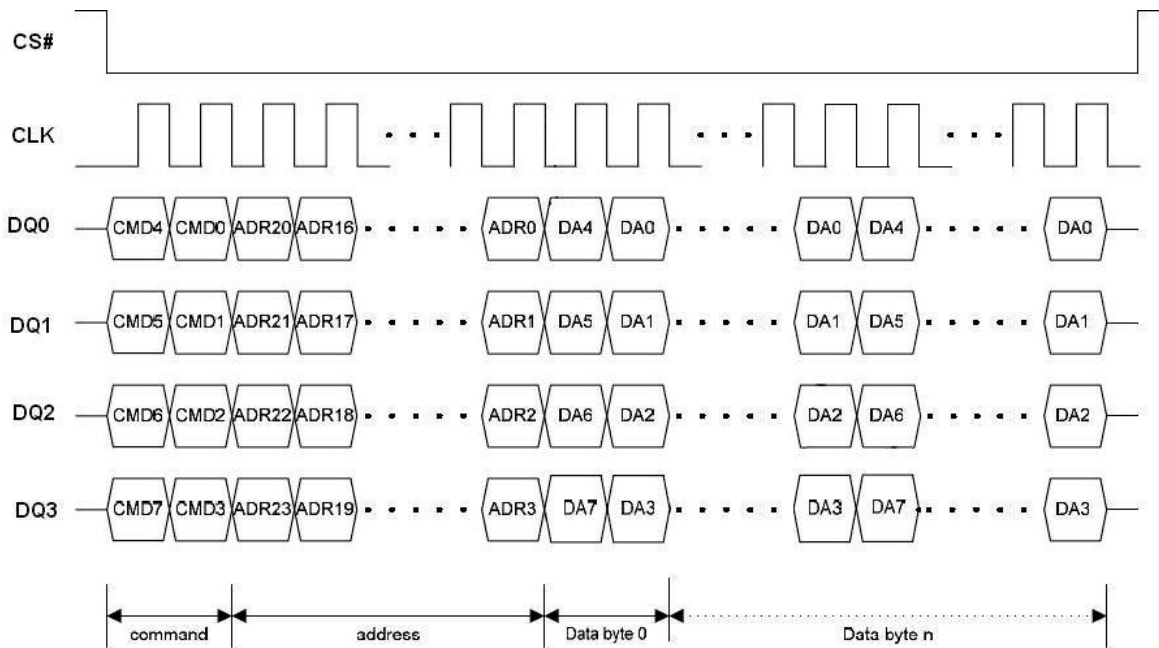 CS#
CLK
DQ0 CMD4 CMD0 ADR20 ADR16 ADR0 DA4 DA0 DA0 DA4 DA0
DQ1 CMD5 CMD1 ADR21 ADR17 ADR1 DA5 DA1 DA1 DA5 DA1
DQ2 CMD6 CMD2 ADR22 ADR18 ADR2 DA6 DA2 DA2 DA6 DA2
DQ3 CMD7 CMD3 ADR23 ADR19 ADR3 DA7 DA3 DA3 DA7 DA3
command address Data byte 0 Data byte n